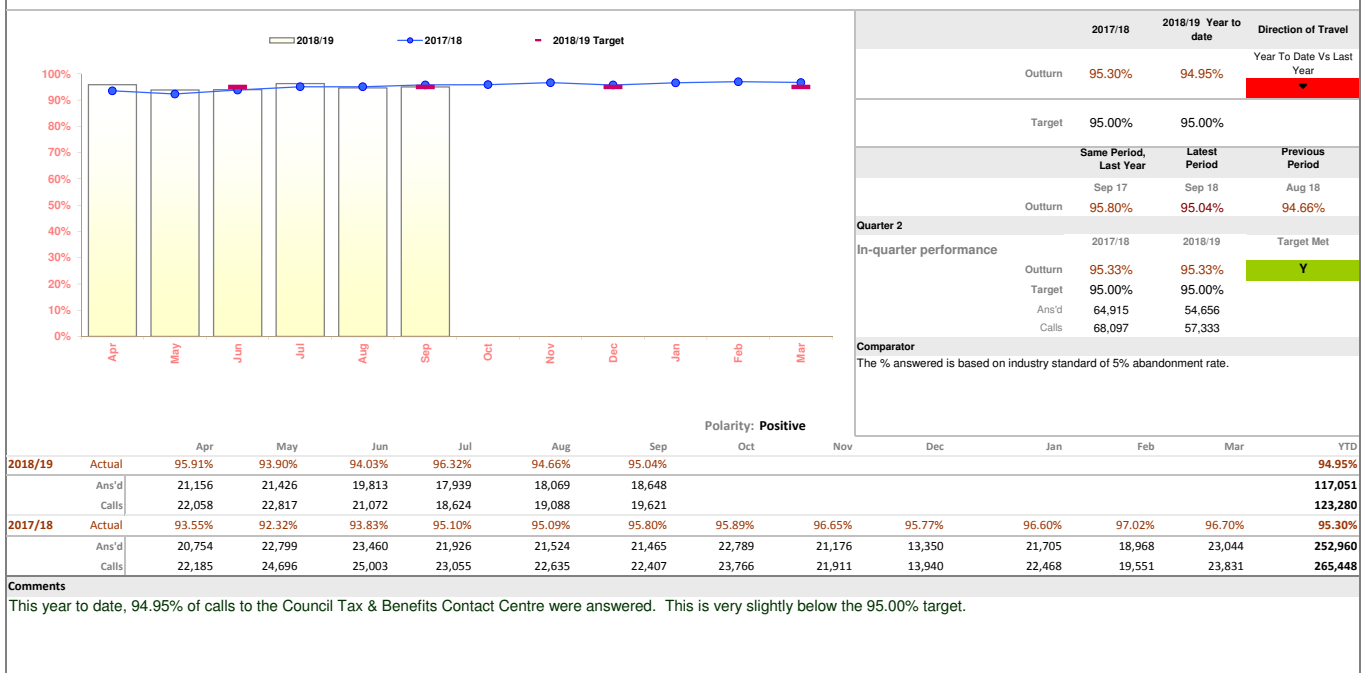 2018/19 2017/18 2018/19 Target
100%
90%
80%
70%
60%
50%
40%
30%
20%
10%
0%
Apr May Jun Jul Aug Sep Oct Nov Dec Jan Feb Mar
2017/18 2018/19 Year to date Direction of Travel
Outturn 95.30% 94.95% Year To Date Vs Last Year
Target 95.00% 95.00%
Same Period, Last Year Latest Period Previous Period
Sep 17 Sep 18 Aug 18
Outturn 95.80% 95.04% 94.66%
Quarter 2
In-quarter performance 2017/18 2018/19 Target Met
Outturn 95.33% 95.33% Y
Target 95.00% 95.00%
Ans'd 64,915 54,656
Calls 68,097 57,333
Comparator
The % answered is based on industry standard of 5% abandonment rate.
Polarity: Positive
Apr May Jun Jul Aug Sep Oct Nov Dec Jan Feb Mar YTD
2018/19 Actual 95.91% 93.90% 94.03% 96.32% 94.66% 95.04% 94.95%
Ans'd 21,156 21,426 19,813 17,939 18,069 18,648 117,051
Calls 22,058 22,817 21,072 18,624 19,088 19,621 123,280
2017/18 Actual 93.55% 92.32% 93.83% 95.10% 95.09% 95.80% 95.89% 96.65% 95.77% 96.60% 97.02% 96.70% 95.30%
Ans'd 20,754 22,799 23,460 21,926 21,524 21,465 22,789 21,176 13,350 21,705 18,968 23,044 252,960
Calls 22,185 24,696 25,003 23,055 22,635 22,407 23,766 21,911 13,940 22,468 19,551 23,831 265,448
Comments
This year to date, 94.95% of calls to the Council Tax & Benefits Contact Centre were answered.  This is very slightly below the 95.00% target.